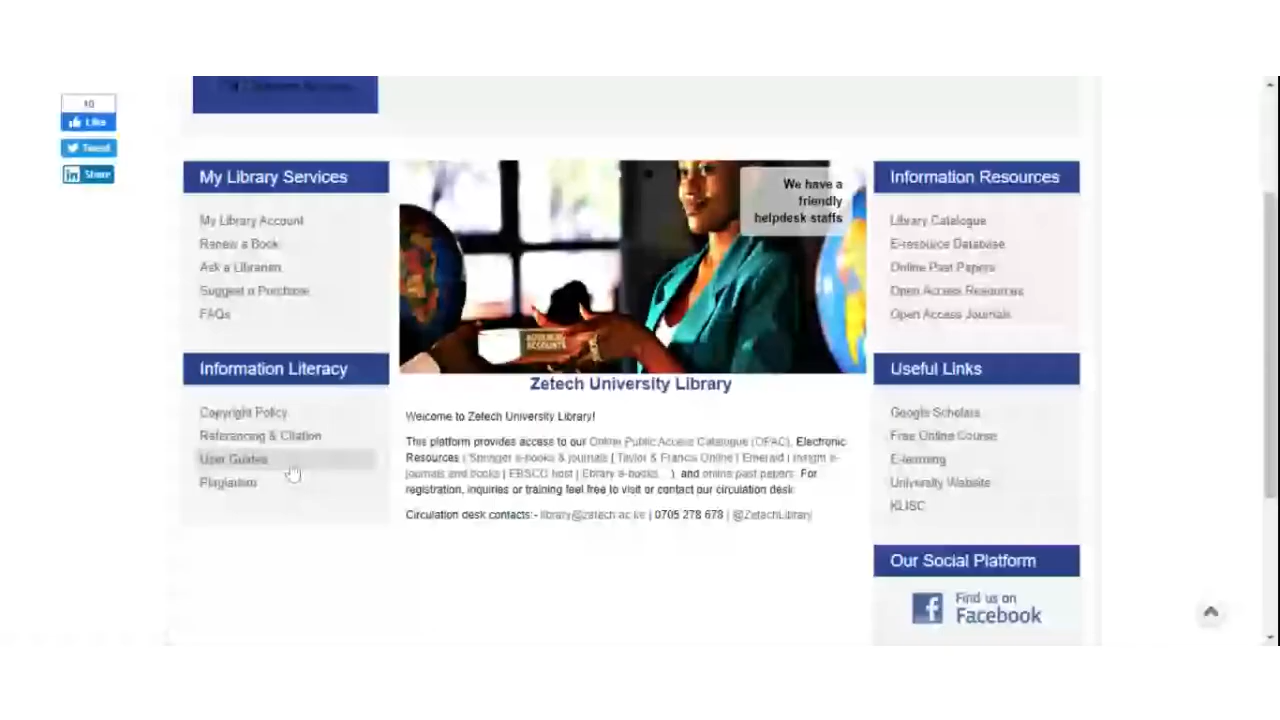 10
Like
Tweet
in Share
My Library Services
My Library Account
Renew a Book
Ask a Librarian
Suggest a Purchase
FAQs
Information Literacy
Copyright Policy
Referencing & Citation
User Guides
Plagiarism
We have a
friendly
helpdesk staffs
ACCOUNTS
Zetech University Library
Welcome to Zetech University Library!
This platform provides access to our Online Public Access Catalogue (OPAC), Electronic
Resources ( Springer e-books & journals | Taylor & Francis Online | Emerald | Insight e-
journals and books | EBSCO host | Ebrary e-books... ) and online past papers. For
registration, inquiries or training feel free to visit or contact our circulation desk.
Circulation desk contacts:- library@zetech.ac.ke | 0705 278 678 | @ZetechLibrary
Information Resources
Library Catalogue
E-resource Database
Online Past Papers
Open Access Resources
Open Access Journals
Useful Links
Google Scholars
Free Online Course
E-learning
University Website
KLISC
Our Social Platform
f Find us on
Facebook